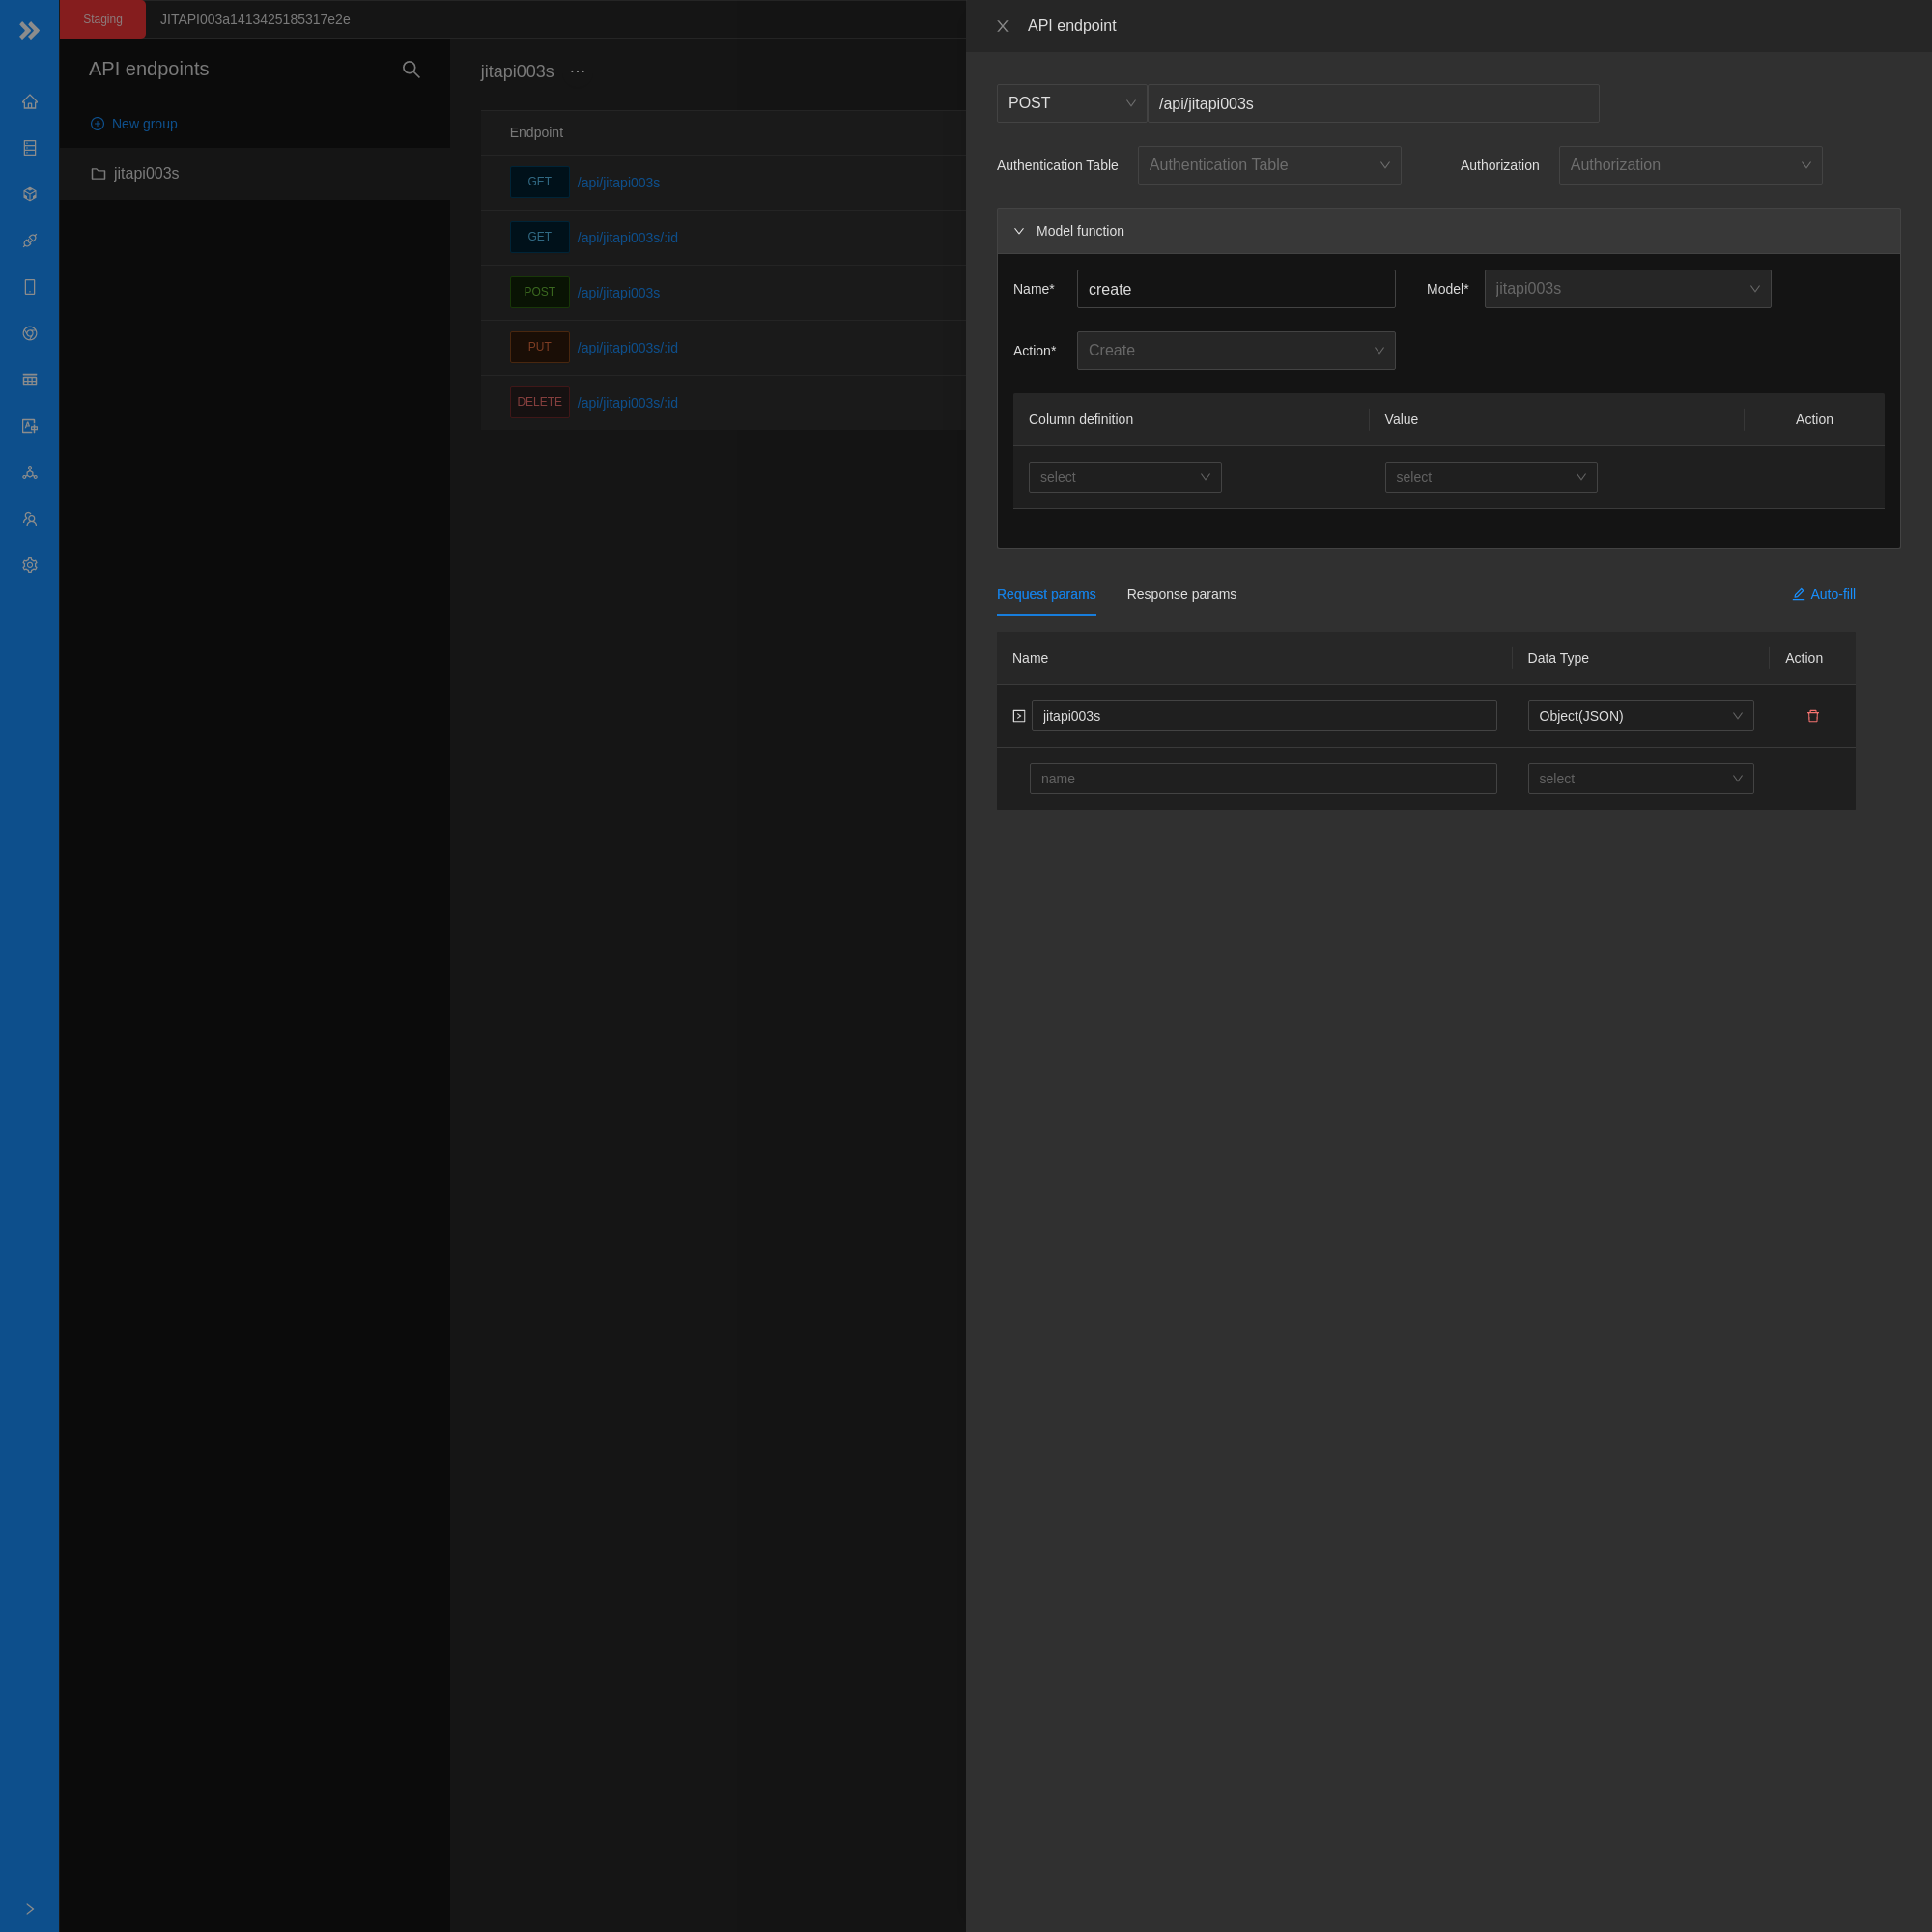 Staging JITAPI003a1413425185317e2e
API endpoints
New group
jitapi003s
jitapi003s ...
Endpoint
GET /api/jitapi003s
GET /api/jitapi003s/:id
POST /api/jitapi003s
PUT /api/jitapi003s/:id
DELETE /api/jitapi003s/:id
API endpoint
POST /api/jitapi003s
Authentication Table Authentication Table Authorization Authorization
Model function
Name* create Model* jitapi003s
Action* Create
Column definition Value Action
select select
Request params Response params Auto-fill
Name Data Type Action
jitapi003s Object(JSON)
name select